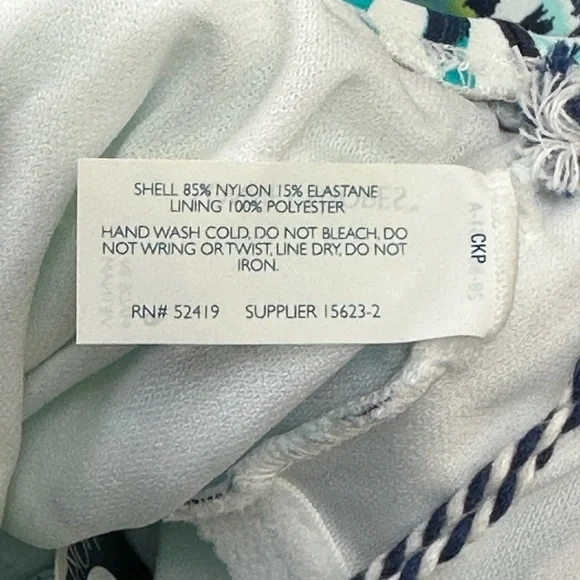 SHELL 85% NYLON 15% ELASTANE
LINING 100% POLYESTER
HAND WASH COLD, DO NOT BLEACH, DO
NOT WRING OR TWIST, LINE DRY, DO NOT
IRON.
RN# 52419 SUPPLIER 15623-2
CKP